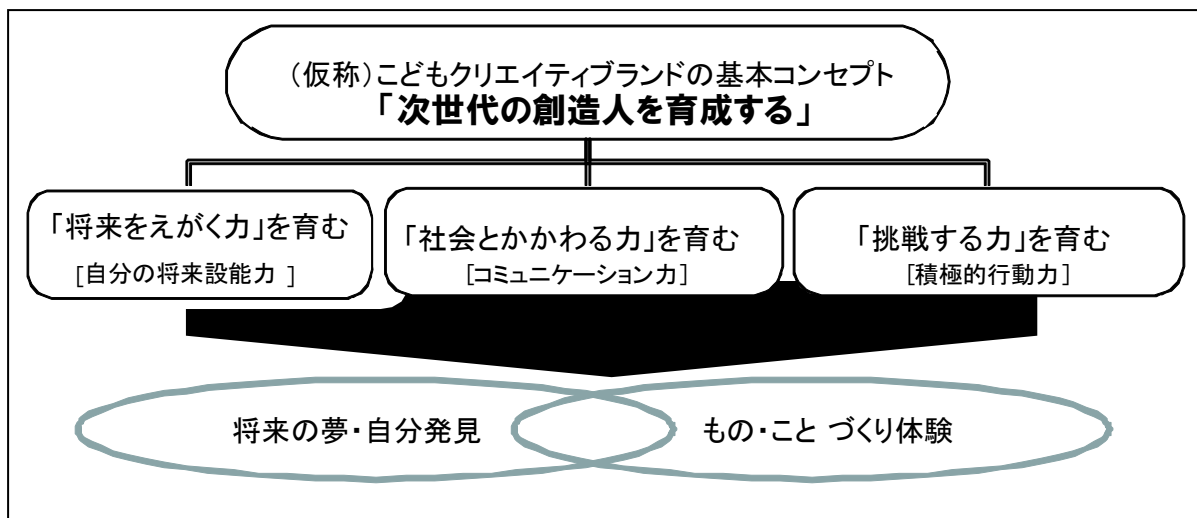 （仮称）こどもクリエイティブランドの基本コンセプト
「次世代の創造人を育成する」
「将来をえがく力」を育む
［自分の将来設能力 ］
「社会とかかわる力」を育む
［コミュニケーション力］
「挑戦する力」を育む
［積極的行動力］
将来の夢・自分発見
もの・こと づくり体験